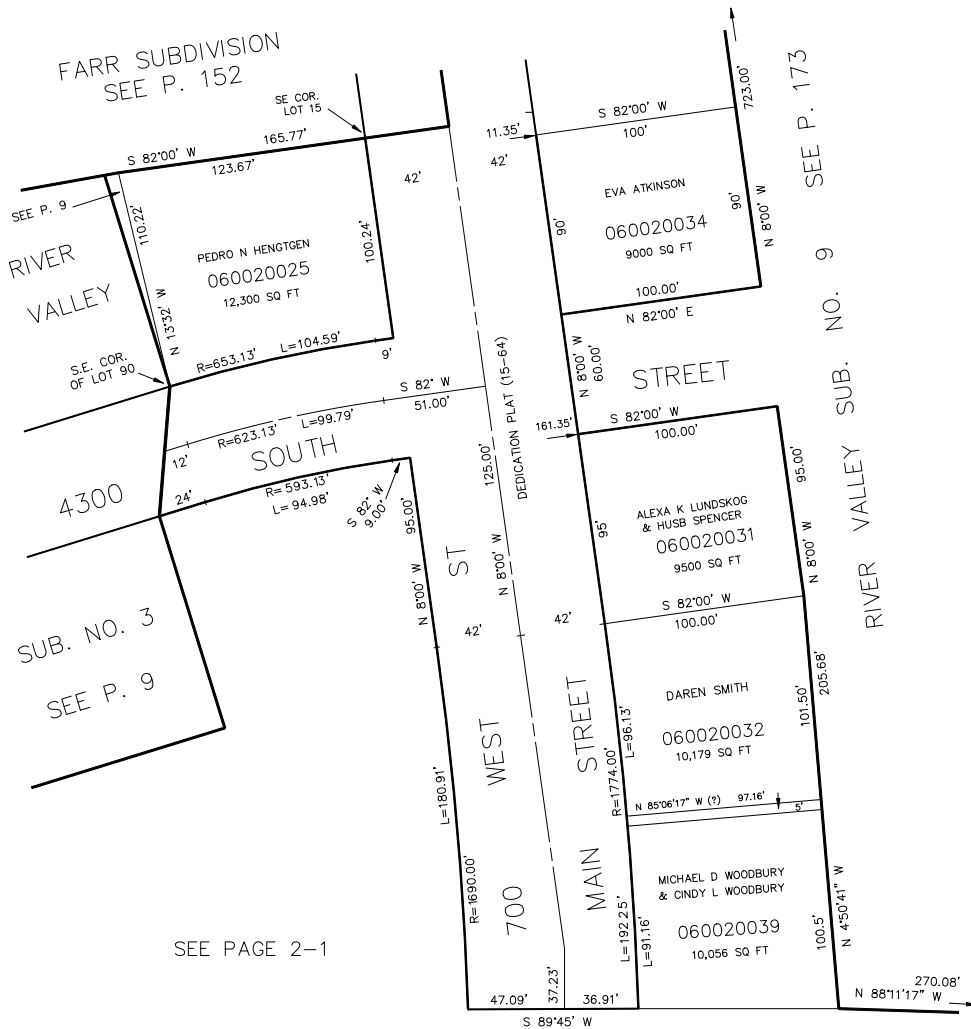 FARR SUBDIVISION
SEE P. 152
SE COR.
LOT 15
165.77'
S 82°00' W
123.67'
SEE P. 9
110.22'
N 13°32' W
RIVER
VALLEY
PEDRO N HENGTGEN
060020025
12,300 SQ FT
100.24'
42'
S.E. COR.
OF LOT 90
R=653.13'
L=104.59'
9'
11.35'
42'
S 82°00' W
100'
723.00'
SEE P. 173
EVA ATKINSON
060020034
9000 SQ FT
90'
90'
N 8°00' W
100.00'
N 82°00' E
N 8°00' W
60.00'
STREET
S 82° W
51.00'
R=623.13'
L=99.79'
12'
SOUTH
4300
24'
R=593.13'
L=94.98'
S 82° W
9.00'
95.00'
N 8°00' W
125.00'
DEDICATION PLAT (15-64)
N 8°00' W
161.35'
S 82°00' W
100.00'
95.00'
95'
N 8°00' W
ALEXA K LUNDSKOG
& HUSB SPENCER
060020031
9500 SQ FT
RIVER VALLEY SUB. NO. 9
S 82°00' W
100.00'
SUB. NO. 3
SEE P. 9
42'
42'
DAREN SMITH
060020032
10,179 SQ FT
L=96.13'
R=1774.00'
101.50'
205.68'
N 85°06'17" W (?)
97.16'
5'
700 WEST ST
MAIN STREET
L=180.91'
R=1690.00'
MICHAEL D WOODBURY
& CINDY L WOODBURY
060020039
10,056 SQ FT
L=192.25'
L=91.16'
100.5'
N 4°50'41" W
SEE PAGE 2-1
47.09'
37.23'
36.91'
S 89°45' W
270.08'
N 88°11'17" W